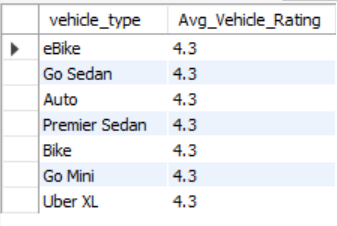 vehicle_type Avg_Vehicle_Rating
eBike 4.3
Go Sedan 4.3
Auto 4.3
Premier Sedan 4.3
Bike 4.3
Go Mini 4.3
Uber XL 4.3